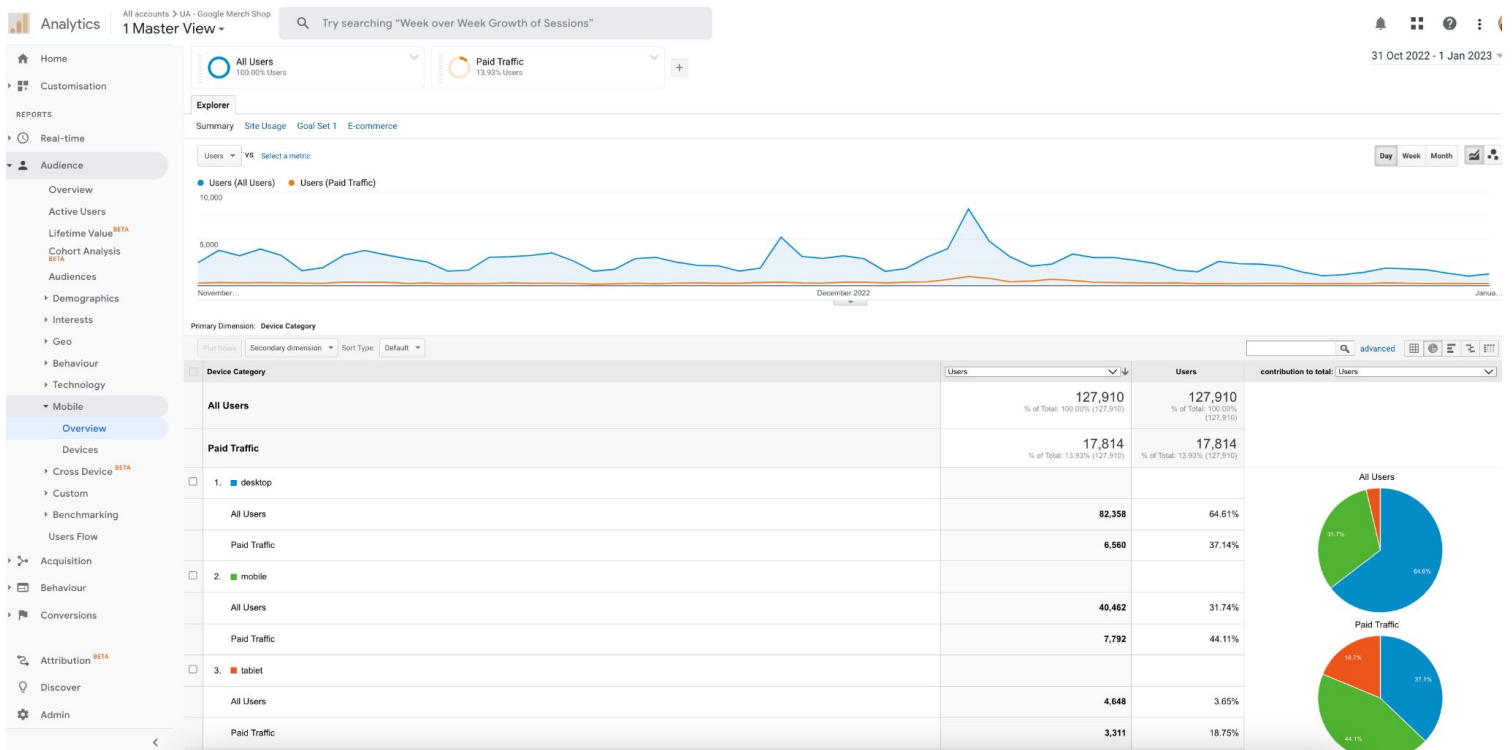 Analytics
All accounts > UA - Google Merch Shop
1 Master View
Try searching "Week over Week Growth of Sessions"
31 Oct 2022 - 1 Jan 2023
Home
Customisation
REPORTS
Real-time
Audience
Overview
Active Users
Lifetime Value BETA
Cohort Analysis
BETA
Audiences
Demographics
Interests
Geo
Behaviour
Technology
Mobile
Overview
Devices
Cross Device BETA
Custom
Benchmarking
Users Flow
Acquisition
Behaviour
Conversions
Attribution BETA
Discover
Admin
All Users
100.00% Users
Paid Traffic
13.93% Users
+
Explorer
Summary Site Usage Goal Set 1 E-commerce
Users VS Select a metric
Day Week Month
Users (All Users) Users (Paid Traffic)
10,000
5,000
November... December 2022 Janua...
Primary Dimension: Device Category
Plot Rows Secondary dimension Sort Type: Default advanced
Device Category Users Users contribution to total: Users
All Users 127,910 127,910
% of Total: 100.00% (127,910) % of Total: 100.00%
(127,910)
Paid Traffic 17,814 17,814
% of Total: 13.93% (127,910) % of Total: 13.93% (127,910)
1. desktop
All Users 82,358 64.61%
Paid Traffic 6,560 37.14%
2. mobile
All Users 40,462 31.74%
Paid Traffic 7,792 44.11%
3. tablet
All Users 4,648 3.65%
Paid Traffic 3,311 18.75%
All Users
31.7%
64.6%
Paid Traffic
18.7%
37.1%
44.1%